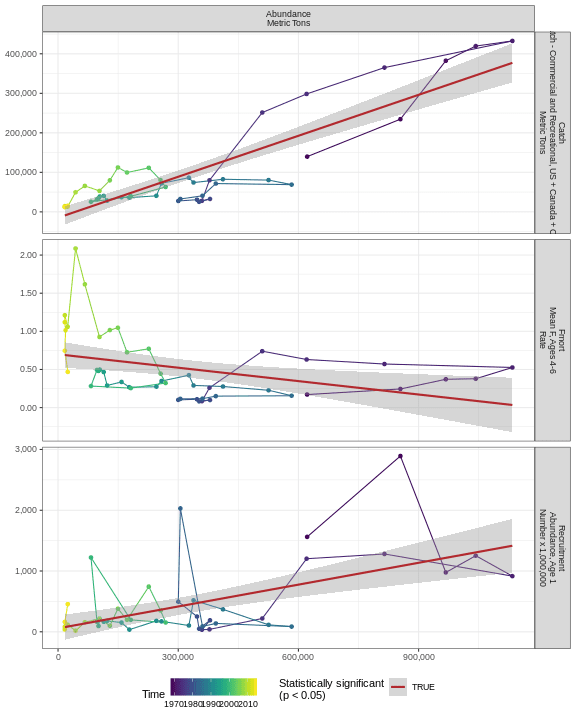 Abundance
Metric Tons
400,000
300,000
200,000
100,000
0
Catch
tch - Commercial and Recreational, US + Canada +
Metric Tons
2.00
1.50
1.00
0.50
0.00
Fmort
Mean F, Ages 4-6
Rate
3,000
2,000
1,000
0
Recruitment
Abundance, Age 1
Number x 1,000,000
0 300,000 600,000 900,000
Time
1970 1980 1990 2000 2010
Statistically significant
(p < 0.05)
TRUE